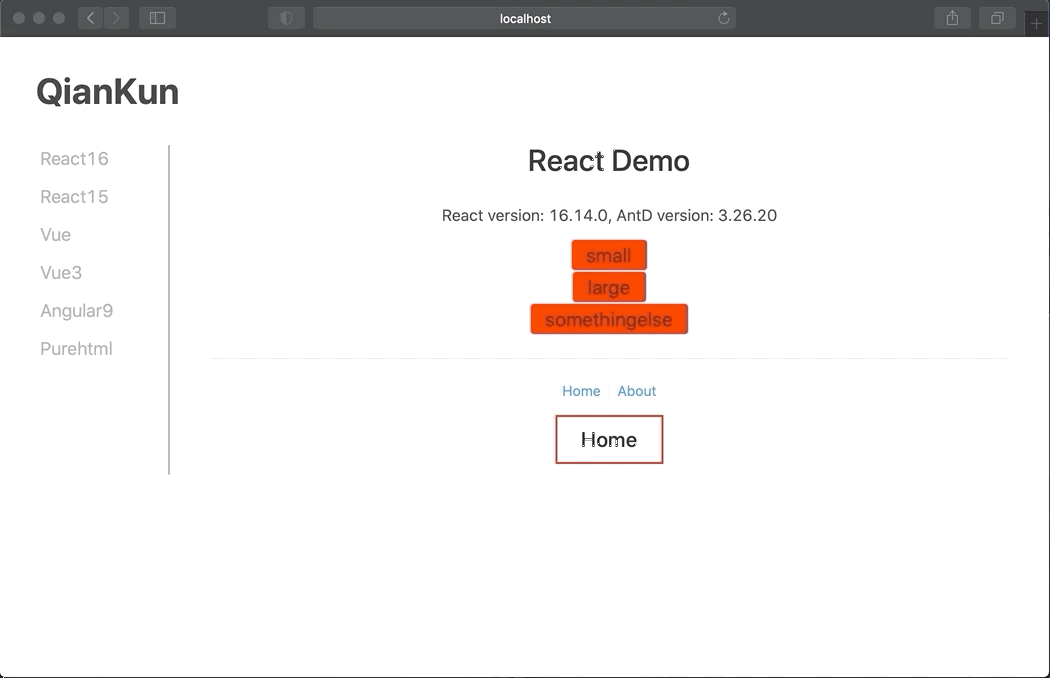 localhost
QianKun
React16
React15
Vue
Vue3
Angular9
Purehtml
React Demo
React version: 16.14.0, AntD version: 3.26.20
small
large
somethingelse
Home About
Home